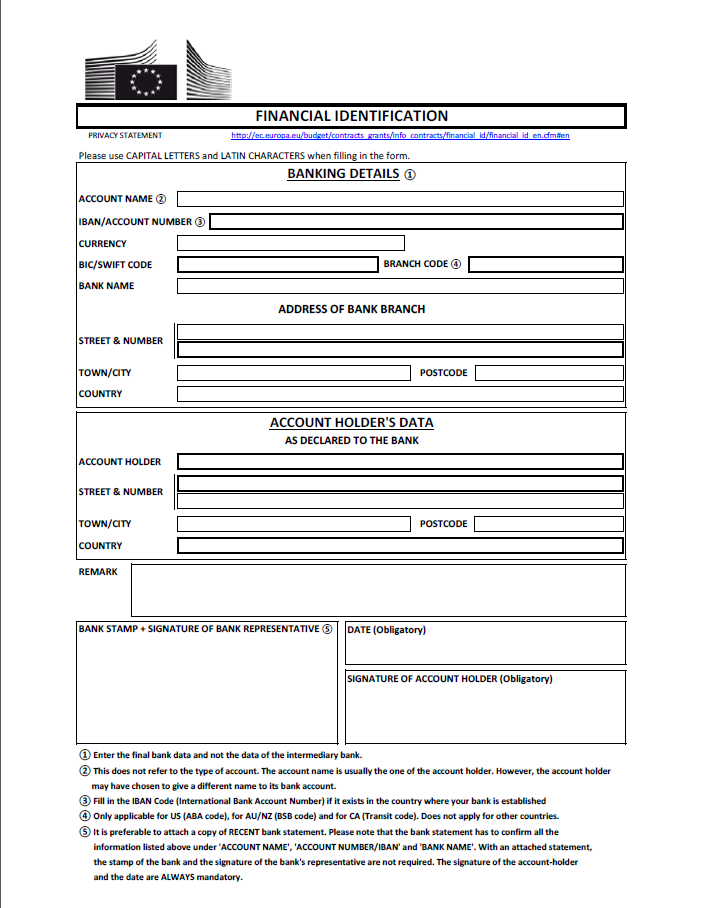 FINANCIAL IDENTIFICATION
PRIVACY STATEMENT http://ec.europa.eu/budget/contracts_grants/info_contracts/financial_id/financial_id_en.cfm#en
Please use CAPITAL LETTERS and LATIN CHARACTERS when filling in the form.
BANKING DETAILS ①
ACCOUNT NAME ②
IBAN/ACCOUNT NUMBER ③
CURRENCY
BIC/SWIFT CODE BRANCH CODE ④
BANK NAME
ADDRESS OF BANK BRANCH
STREET & NUMBER
TOWN/CITY POSTCODE
COUNTRY
ACCOUNT HOLDER'S DATA
AS DECLARED TO THE BANK
ACCOUNT HOLDER
STREET & NUMBER
TOWN/CITY POSTCODE
COUNTRY
REMARK
BANK STAMP + SIGNATURE OF BANK REPRESENTATIVE ⑤
DATE (Obligatory)
SIGNATURE OF ACCOUNT HOLDER (Obligatory)
① Enter the final bank data and not the data of the intermediary bank.
② This does not refer to the type of account. The account name is usually the one of the account holder. However, the account holder
may have chosen to give a different name to its bank account.
③ Fill in the IBAN Code (International Bank Account Number) if it exists in the country where your bank is established
④ Only applicable for US (ABA code), for AU/NZ (BSB code) and for CA (Transit code). Does not apply for other countries.
⑤ It is preferable to attach a copy of RECENT bank statement. Please note that the bank statement has to confirm all the
information listed above under 'ACCOUNT NAME', 'ACCOUNT NUMBER/IBAN' and 'BANK NAME'. With an attached statement,
the stamp of the bank and the signature of the bank's representative are not required. The signature of the account-holder
and the date are ALWAYS mandatory.